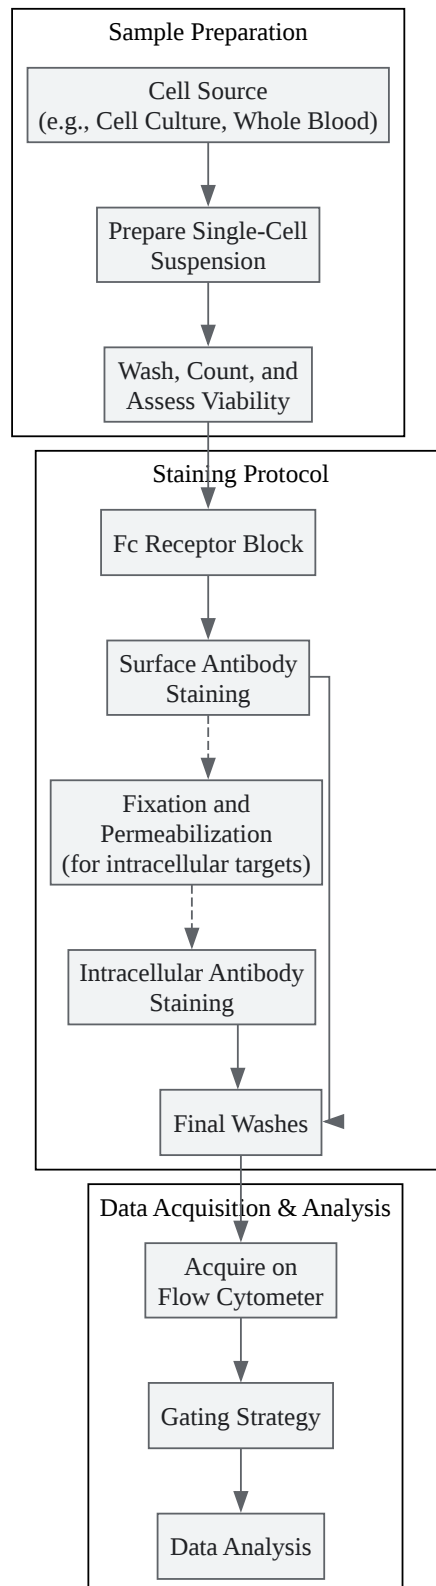 Sample Preparation
Cell Source
(e.g., Cell Culture, Whole Blood)
Prepare Single-Cell
Suspension
Wash, Count, and
Assess Viability
Staining Protocol
Fc Receptor Block
Surface Antibody
Staining
Fixation and
Permeabilization
(for intracellular targets)
Intracellular Antibody
Staining
Final Washes
Data Acquisition & Analysis
Acquire on
Flow Cytometer
Gating Strategy
Data Analysis